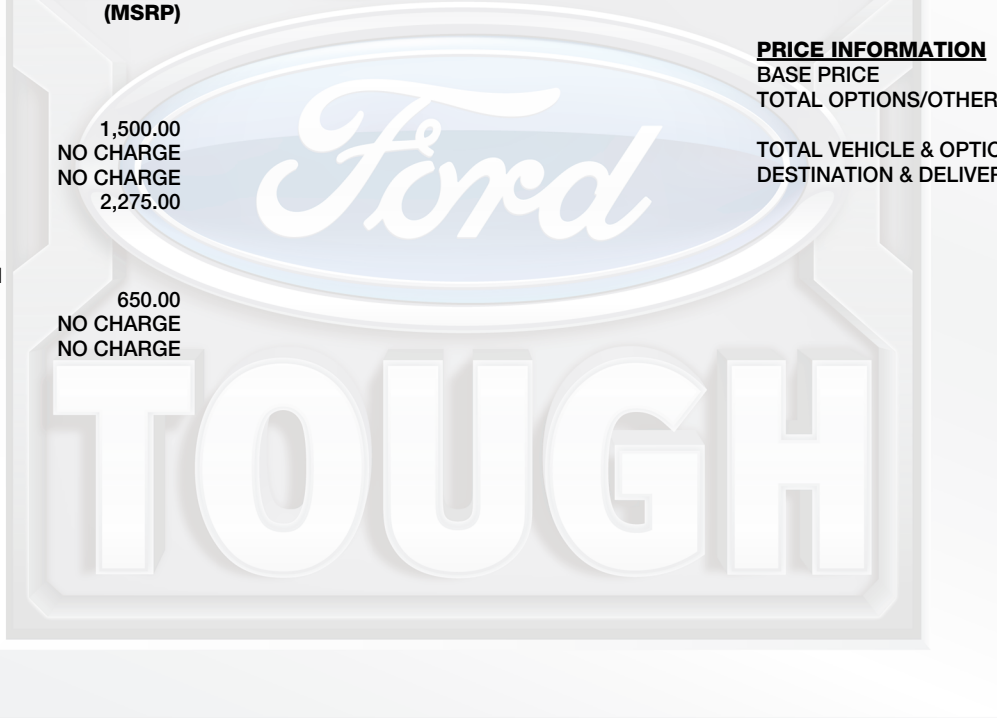 (MSRP)
1,500.00
NO CHARGE
NO CHARGE
2,275.00
650.00
NO CHARGE
NO CHARGE
PRICE INFORMATION
BASE PRICE
TOTAL OPTIONS/OTHER
TOTAL VEHICLE & OPTIO
DESTINATION & DELIVER
Ford
TOUGH